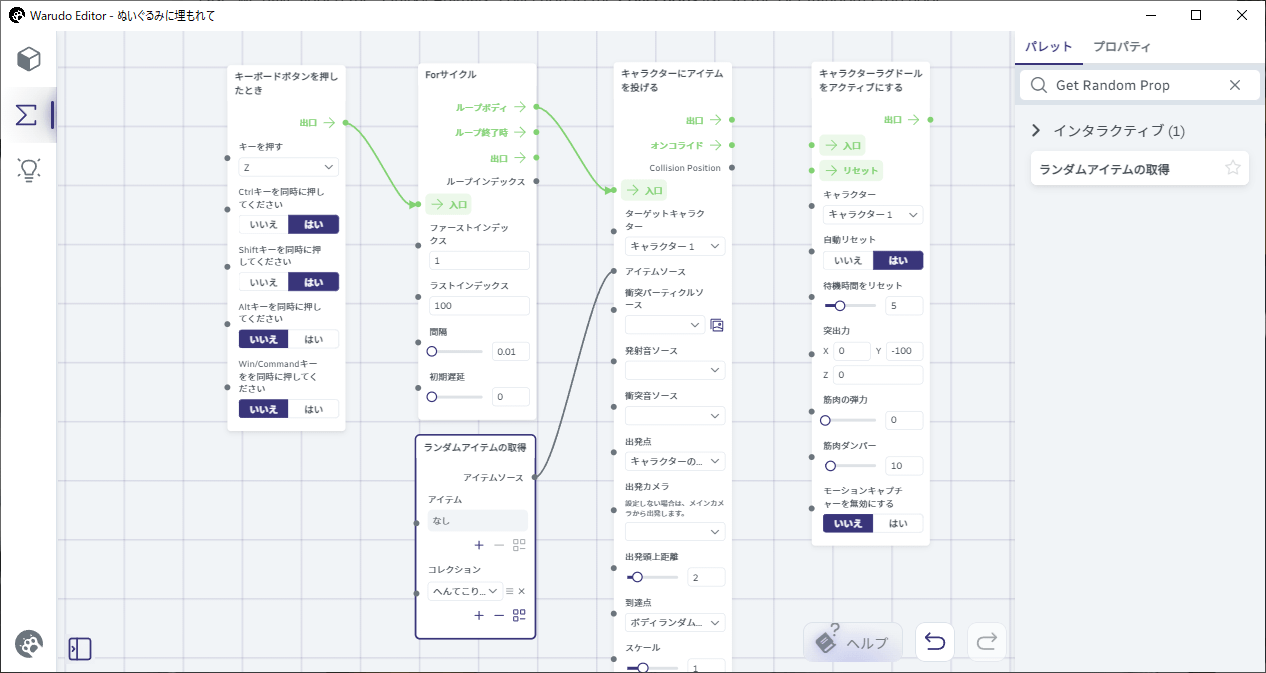 Warudo Editor - ぬいぐるみに埋もれて
キーボードボタンを押し
たとき
出口
キーを押す
Z
Ctrlキーを同時に押し
てください
いいえ
はい
Shiftキーを同時に押
してください
いいえ
はい
Altキーを同時に押し
てください
いいえ
はい
Win/Commandキー
をを同時に押してく
ださい
いいえ
はい
Forサイクル
ループボディ
ループ終了時
出口
ループインデックス
入口
ファーストインデッ
クス
1
ラストインデックス
100
間隔
0.01
初期遅延
0
ランダムアイテムの取得
アイテムソース
アイテム
なし
コレクション
へんてこり...
キャラクターにアイテム
を投げる
出口
オンコライド
Collision Position
入口
ターゲットキャラク
ター
キャラクター 1
アイテムソース
衝突パーティクルソ
ース
発射音ソース
衝突音ソース
出発点
キャラクターの...
出発カメラ
設定しない場合は、メインカメ
ラから出発します。
出発頭上距離
2
到達点
ボディランダム...
スケール
1
キャラクターラグドール
をアクティブにする
出口
入口
リセット
キャラクター
キャラクター 1
自動リセット
いいえ
はい
待機時間をリセット
5
突出力
X 0 Y -100
Z 0
筋肉の弾力
0
筋肉ダンパー
10
モーションキャプチ
ャーを無効にする
いいえ
はい
ヘルプ
パレット
プロパティ
Get Random Prop
インタラクティブ (1)
ランダムアイテムの取得